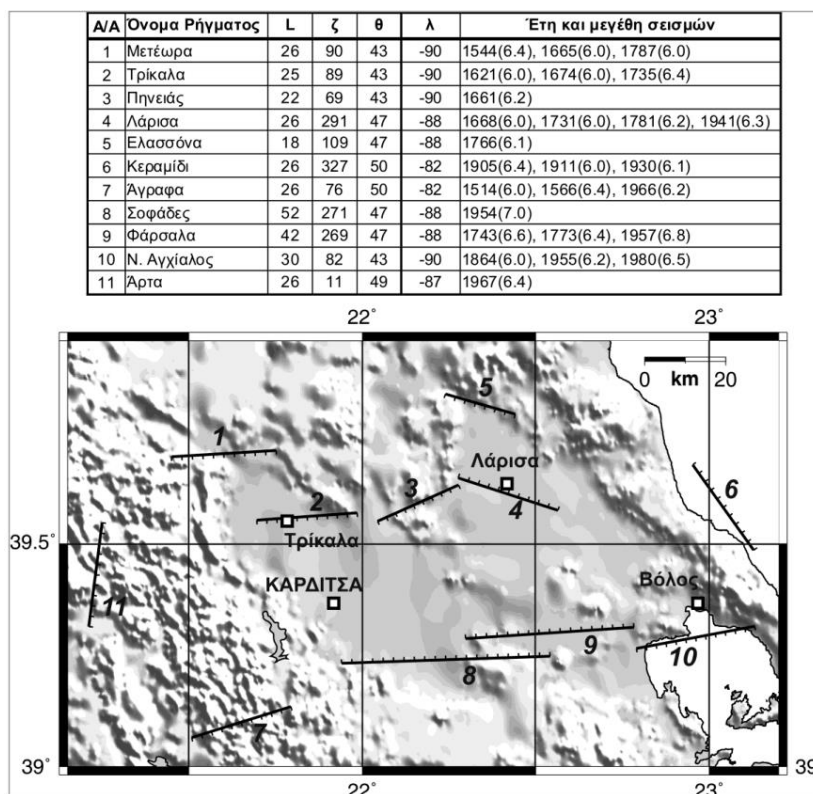 Α/Α Όνομα Ρήγματος L ζ θ λ Έτη και μεγέθη σεισμών
1 Μετέωρα 26 90 43 -90 1544(6.4), 1665(6.0), 1787(6.0)
2 Τρίκαλα 25 89 43 -90 1621(6.0), 1674(6.0), 1735(6.4)
3 Πηνειάς 22 69 43 -90 1661(6.2)
4 Λάρισα 26 291 47 -88 1668(6.0), 1731(6.0), 1781(6.2), 1941(6.3)
5 Ελασσόνα 18 109 47 -88 1766(6.1)
6 Κεραμίδι 26 327 50 -82 1905(6.4), 1911(6.0), 1930(6.1)
7 Άγραφα 26 76 50 -82 1514(6.0), 1566(6.4), 1966(6.2)
8 Σοφάδες 52 271 47 -88 1954(7.0)
9 Φάρσαλα 42 269 47 -88 1743(6.6), 1773(6.4), 1957(6.8)
10 Ν. Αγχίαλος 30 82 43 -90 1864(6.0), 1955(6.2), 1980(6.5)
11 Άρτα 26 11 49 -87 1967(6.4)
22° 23°
0 20
km
5
1
Λάρισα
3
4
6
2
Τρίκαλα
39.5
ΚΑΡΔΙΤΣΑ
Βόλος
11
9
10
8
7
39° 39
22° 23°